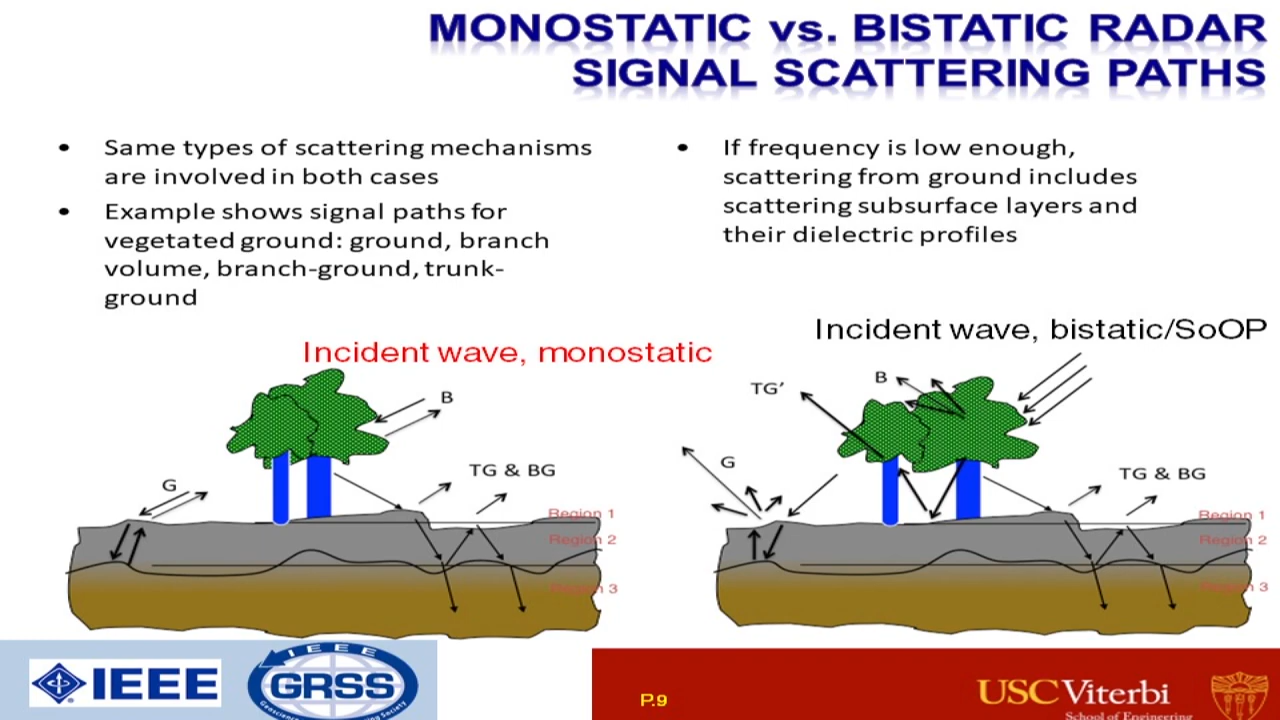 MONOSTATIC vs. BISTATIC RADAR
SIGNAL SCATTERING PATHS
• Same types of scattering mechanisms
are involved in both cases
• Example shows signal paths for
vegetated ground: ground, branch
volume, branch-ground, trunk-
ground
• If frequency is low enough,
scattering from ground includes
scattering subsurface layers and
their dielectric profiles
Incident wave, monostatic
B
G
TG & BG
Region 1
Region 2
Region 3
Incident wave, bistatic/SoOP
TG’
B
G
TG & BG
Region 1
Region 2
Region 3
IEEE
IEEE
GRSS
P.9
USC Viterbi
School of Engineering